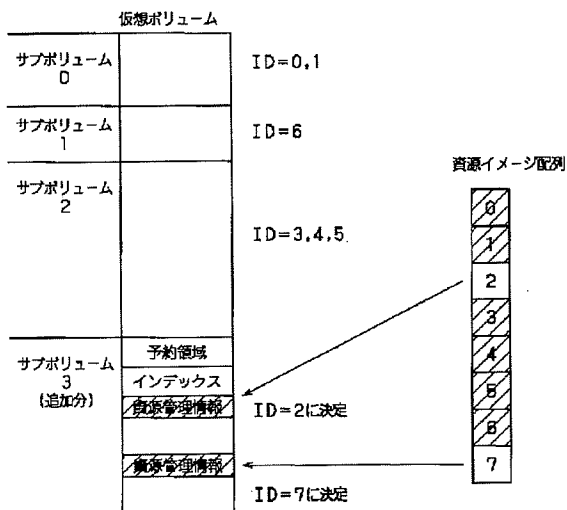 仮想ボリューム
サブボリューム
0
ID=0,1
サブボリューム
1
ID=6
サブボリューム
2
ID=3,4,5
資源イメージ配列
0
1
2
3
4
5
6
7
サブボリューム
3
(追加分)
予約領域
インデックス
資源管理情報
ID=2に決定
資源管理情報
ID=7に決定